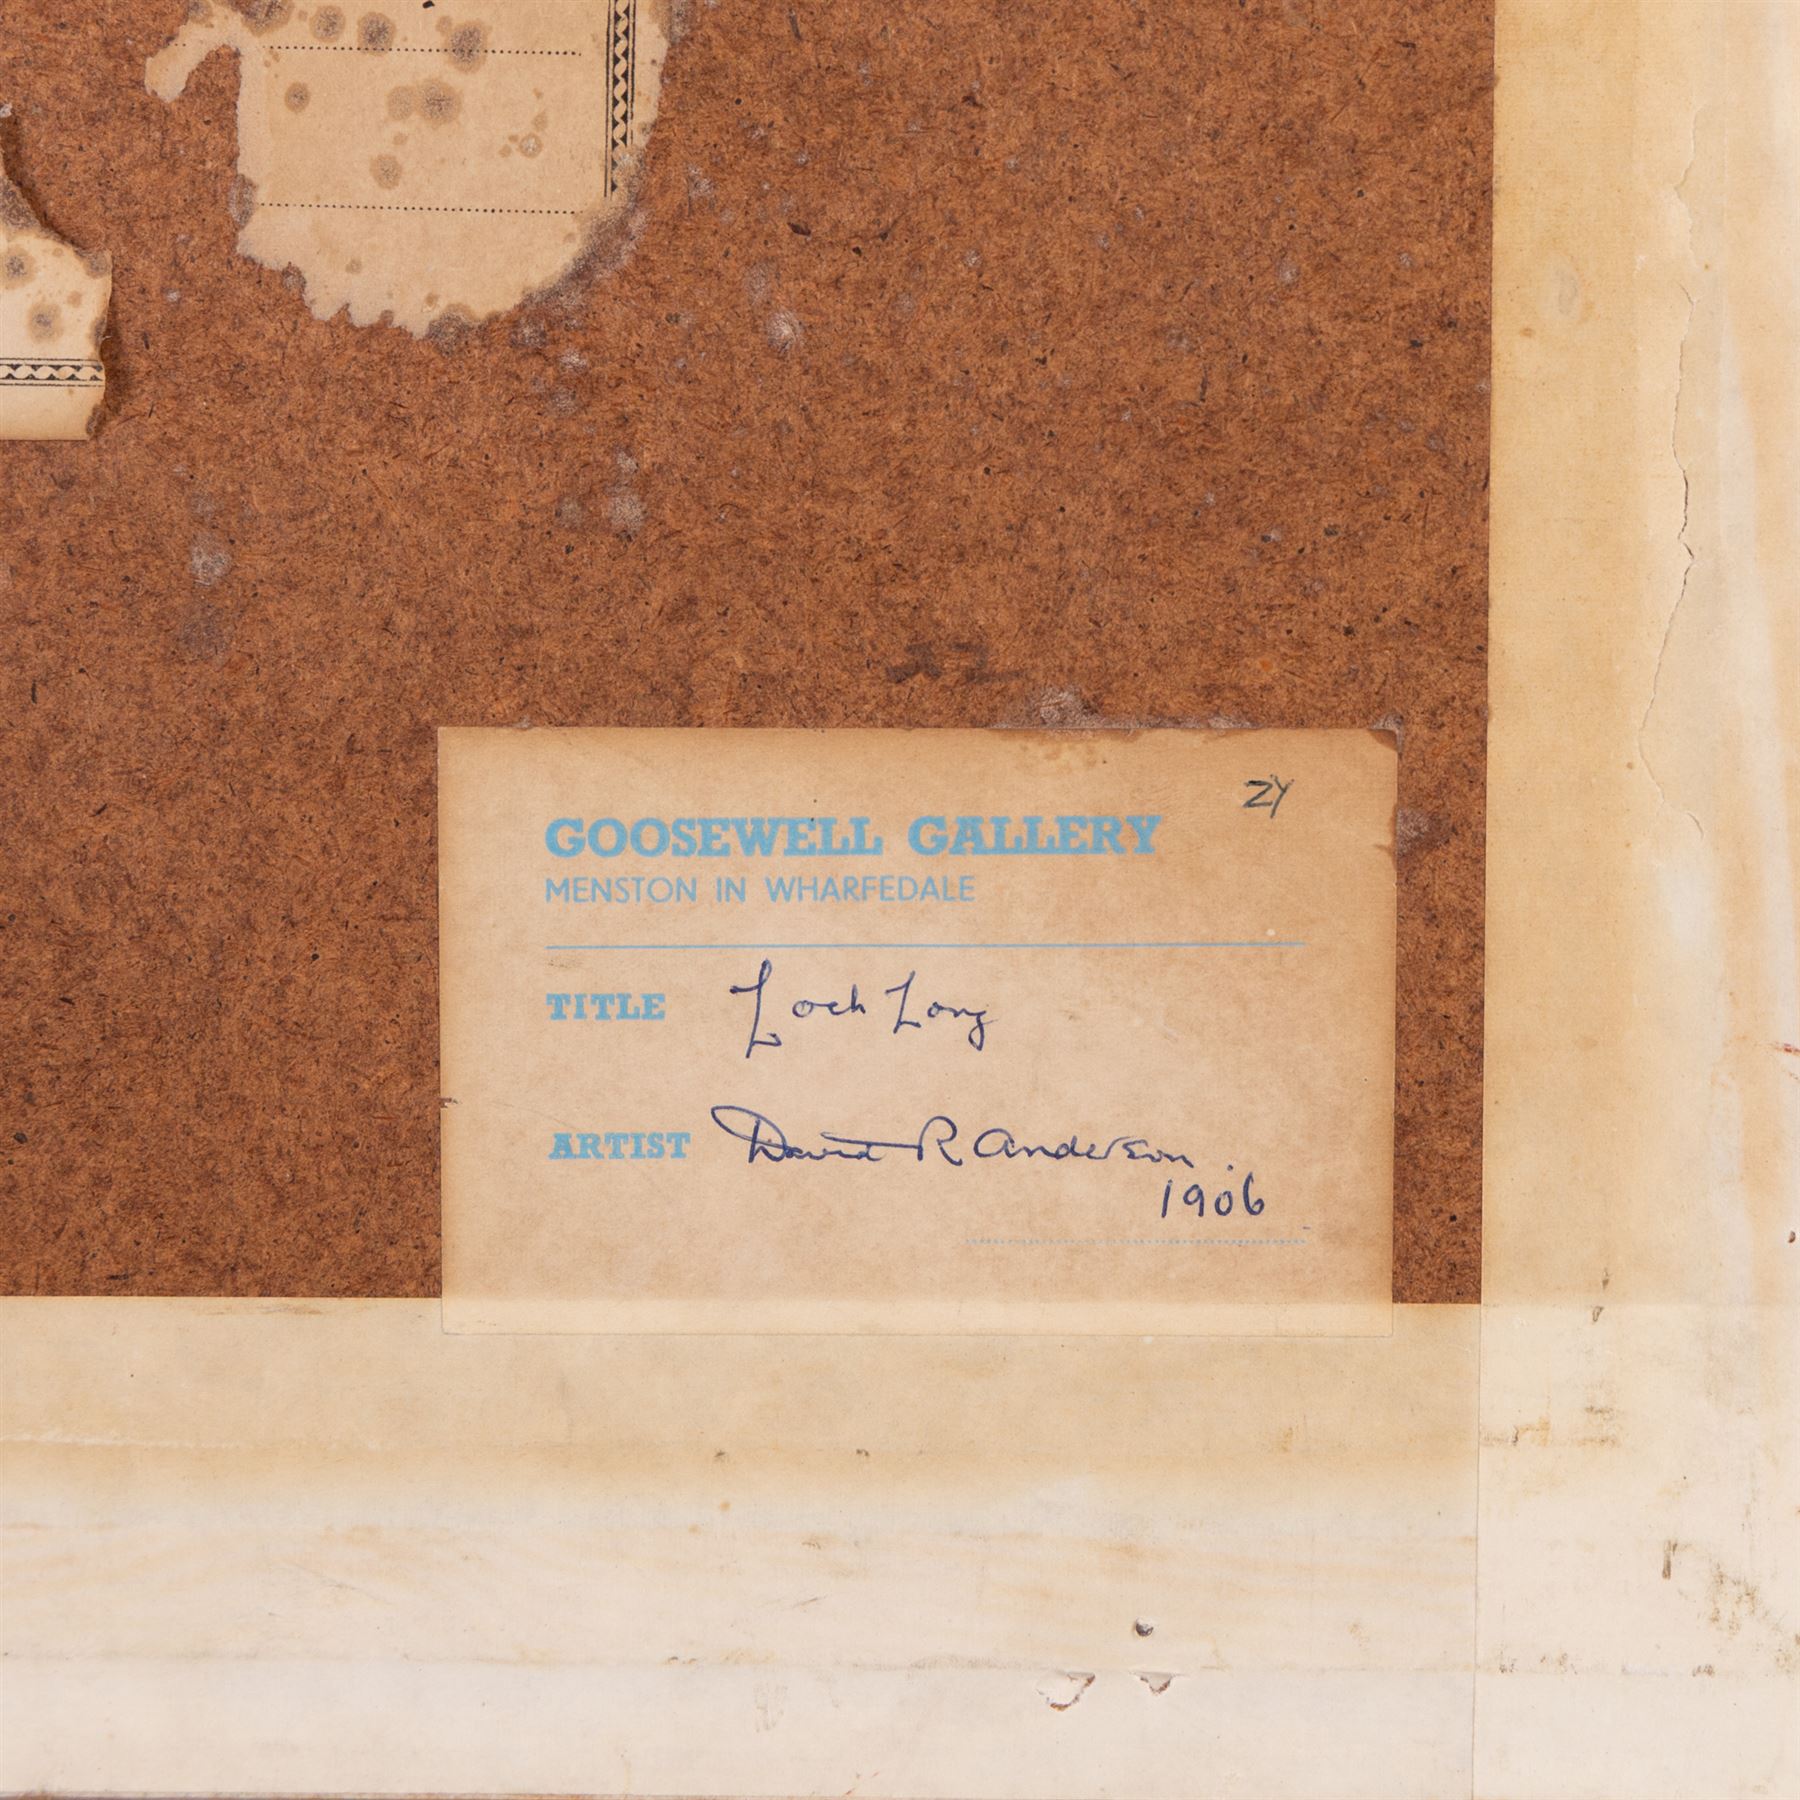 ZY
GOOSEWELL GALLERY
MENSTON IN WHARFEDALE
TITLE Loch Long
ARTIST David R Anderson.
1906